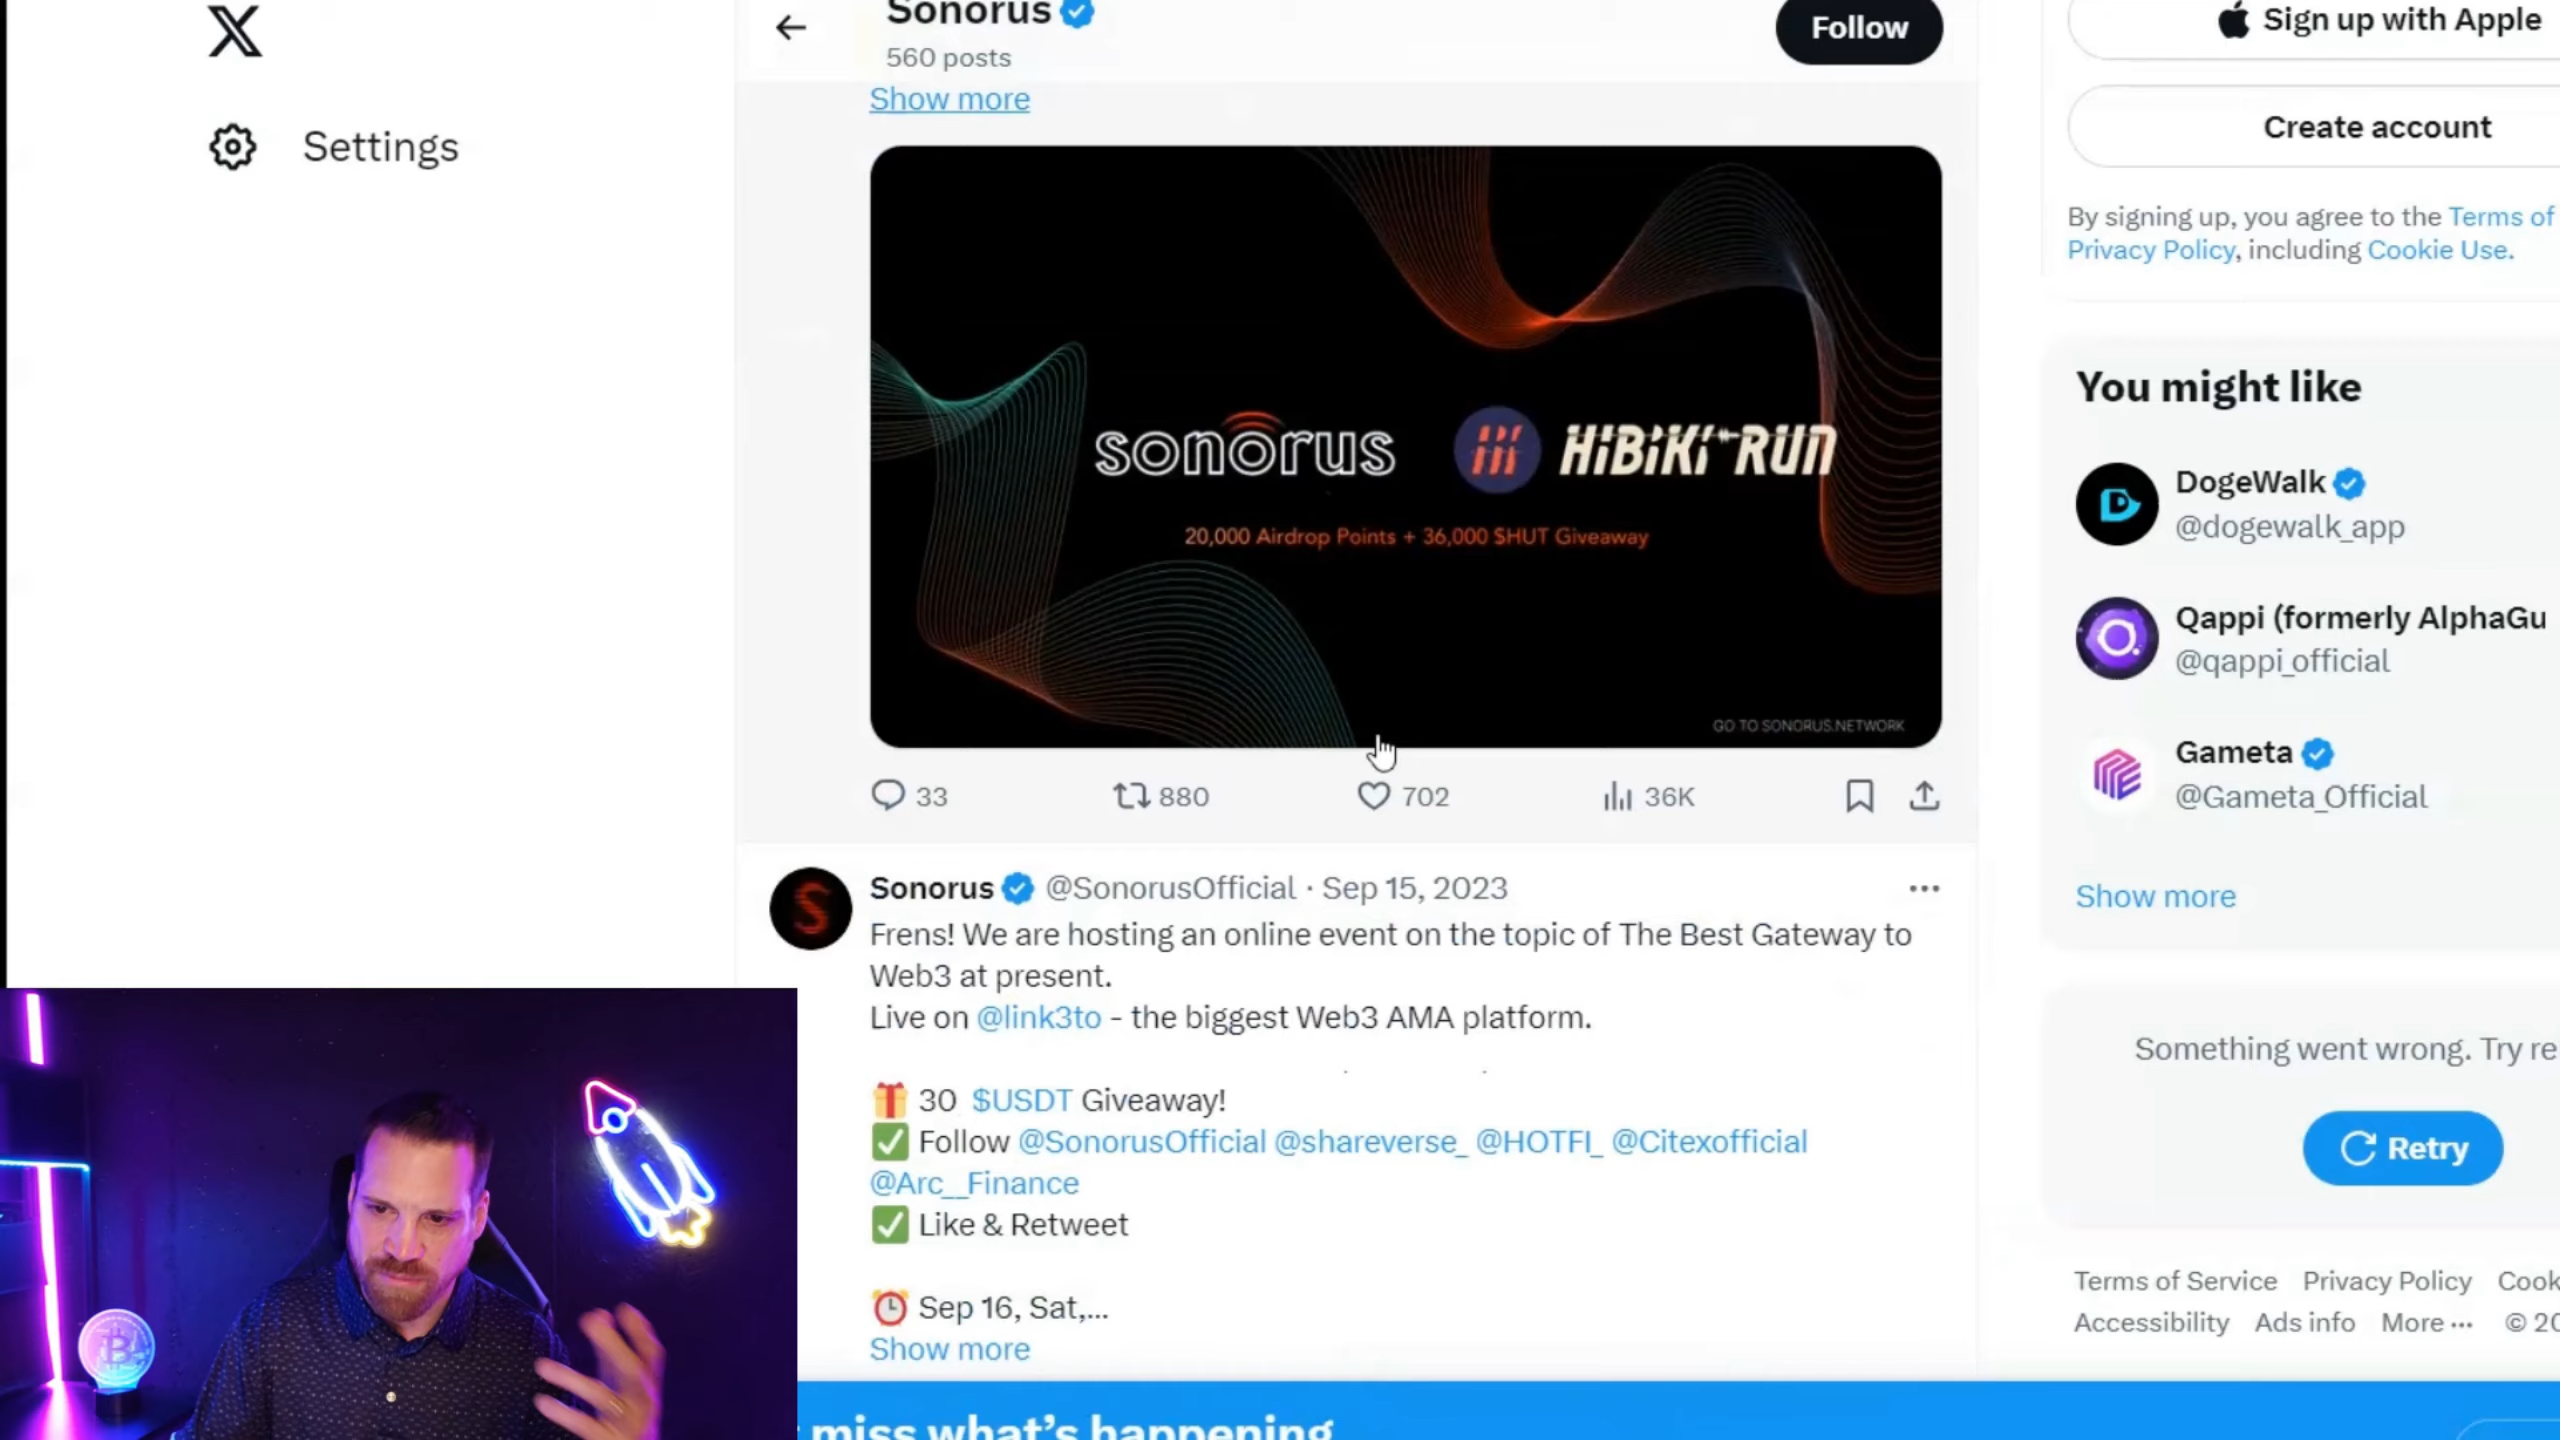 Sonorus
560 posts
Follow
Show more
Settings
sonorus HiBiKi RUN
20,000 Airdrop Points + 36,000 $HUT Giveaway
GO TO SONORUS.NETWORK
33 880 702 36K
Sonorus @SonorusOfficial · Sep 15, 2023
Frens! We are hosting an online event on the topic of The Best Gateway to
Web3 at present.
Live on @link3to - the biggest Web3 AMA platform.
🎁 30 $USDT Giveaway!
✅ Follow @SonorusOfficial @shareverse_ @HOTFI_ @Citexofficial
@Arc__Finance
✅ Like & Retweet
⏰ Sep 16, Sat,...
Show more
Sign up with Apple
Create account
By signing up, you agree to the Terms of
Privacy Policy, including Cookie Use.
You might like
DogeWalk
@dogewalk_app
Qappi (formerly AlphaGu
@qappi_official
Gameta
@Gameta_Official
Show more
Something went wrong. Try re
Retry
Terms of Service Privacy Policy Cook
Accessibility Ads info More ··· © 20
miss what's happening